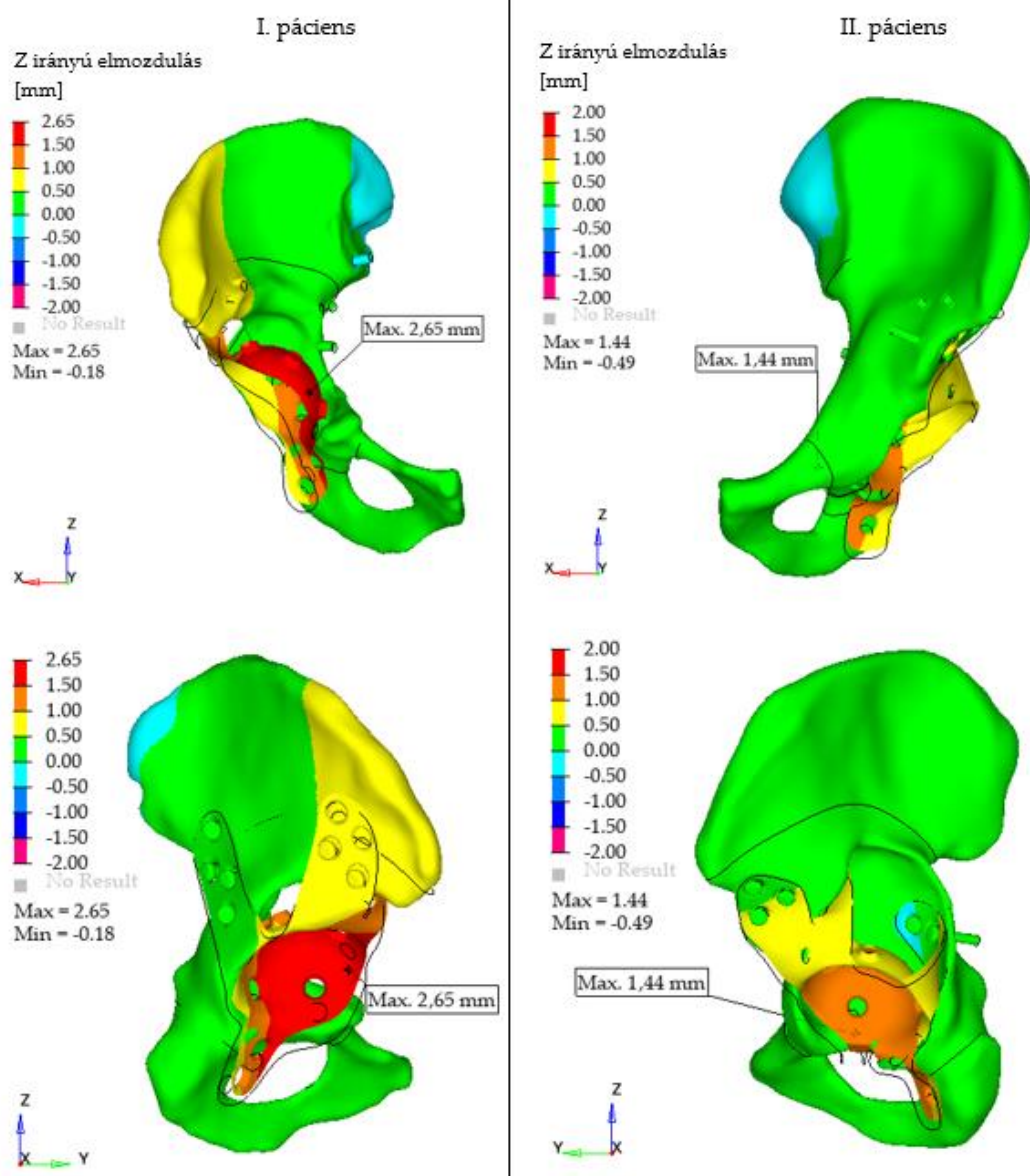 I. páciens
Z irányú elmozdulás
[mm]
2.65
1.50
1.00
0.50
0.00
-0.50
-1.00
-1.50
-2.00
No Result
Max = 2.65
Min = -0.18
Max. 2,65 mm
Z
X
Y
2.65
1.50
1.00
0.50
0.00
-0.50
-1.00
-1.50
-2.00
No Result
Max = 2.65
Min = -0.18
Max. 2,65 mm
Z
X
Y
II. páciens
Z irányú elmozdulás
[mm]
2.00
1.50
1.00
0.50
0.00
-0.50
-1.00
-1.50
-2.00
No Result
Max = 1.44
Min = -0.49
Max. 1,44 mm
Z
X
Y
2.00
1.50
1.00
0.50
0.00
-0.50
-1.00
-1.50
-2.00
No Result
Max = 1.44
Min = -0.49
Max. 1,44 mm
Z
Y
X